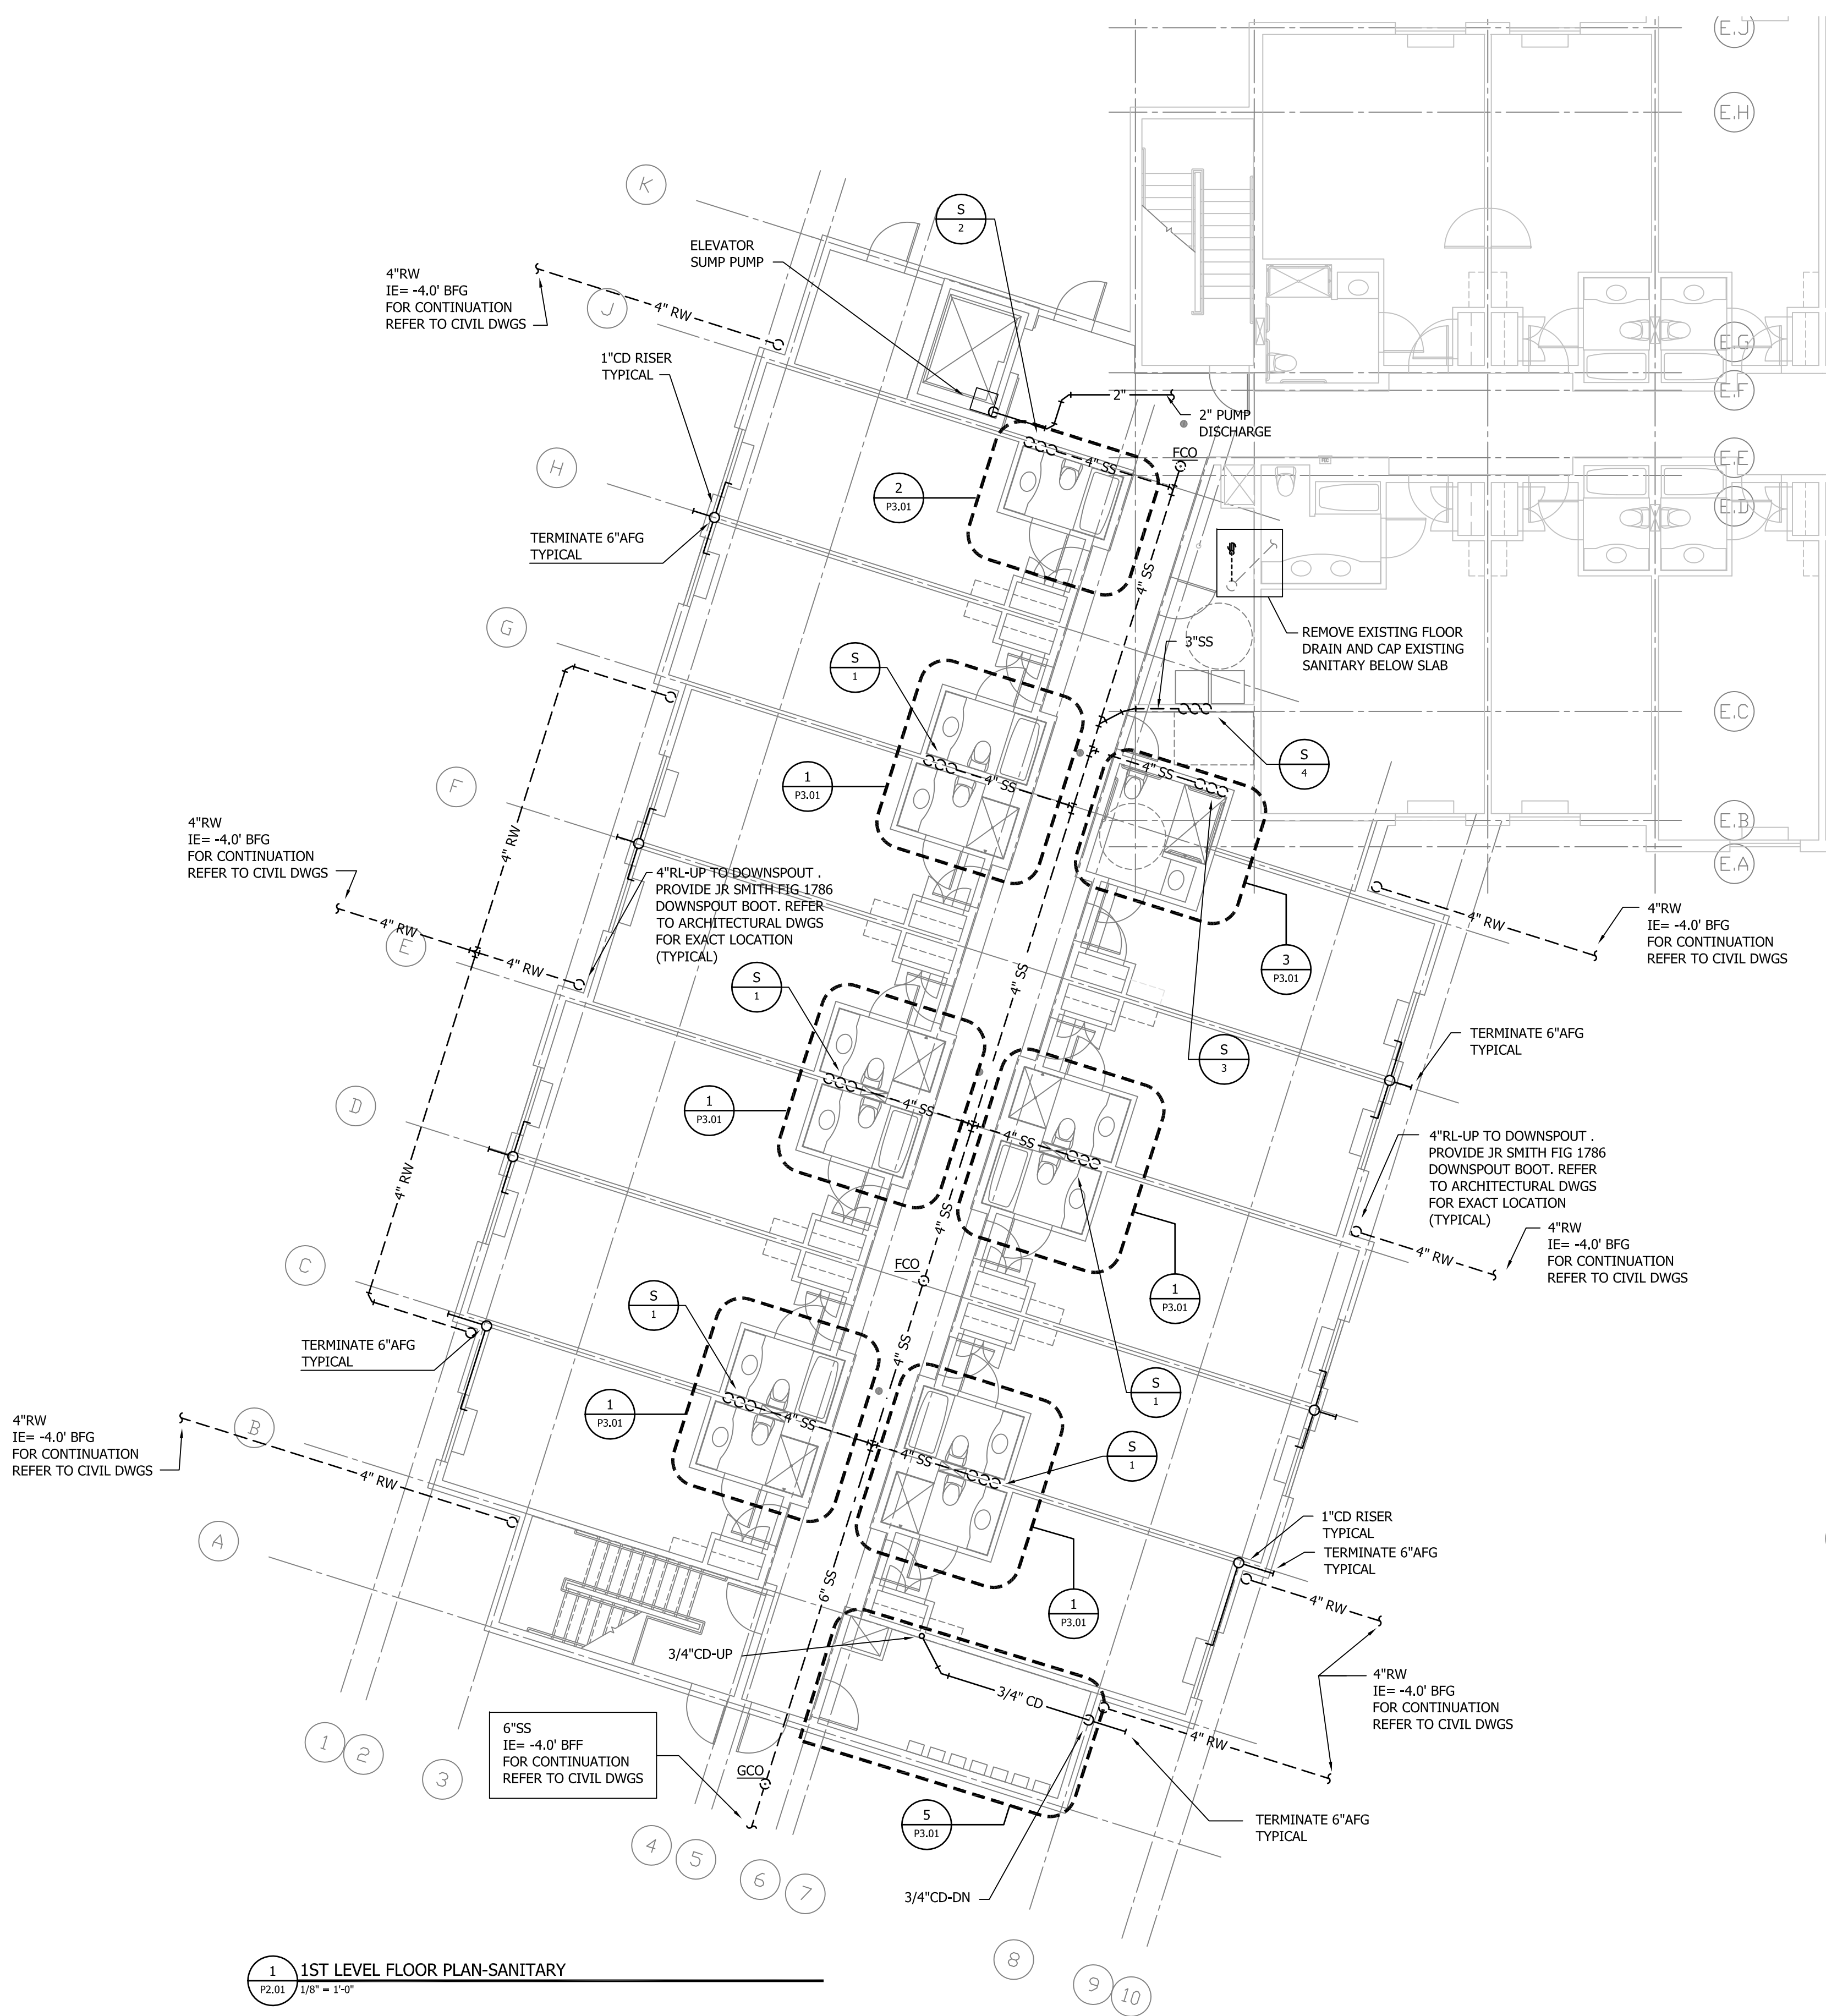 E.J
E.H
K
S
2
ELEVATOR
SUMP PUMP
4"RW
IE= -4.0' BFG
FOR CONTINUATION
REFER TO CIVIL DWGS
J
4" RW
E.G
1"CD RISER
TYPICAL
E.F
2"
2" PUMP
DISCHARGE
FCO
E.E
H
4" SS
2
P3.01
E.D
TERMINATE 6"AFG
TYPICAL
4" SS
G
REMOVE EXISTING FLOOR
DRAIN AND CAP EXISTING
SANITARY BELOW SLAB
3"SS
S
1
E.C
S
4
F
1
P3.01
4" SS
4" SS
E.B
E.A
4" RW
4"RW
IE= -4.0' BFG
FOR CONTINUATION
REFER TO CIVIL DWGS
4"RL-UP TO DOWNSPOUT .
PROVIDE JR SMITH FIG 1786
DOWNSPOUT BOOT. REFER
TO ARCHITECTURAL DWGS
FOR EXACT LOCATION
(TYPICAL)
4" RW
E
4" RW
4" RW
4"RW
IE= -4.0' BFG
FOR CONTINUATION
REFER TO CIVIL DWGS
3
P3.01
4" SS
S
1
S
3
TERMINATE 6"AFG
TYPICAL
D
1
P3.01
4" SS
4" SS
4"RL-UP TO DOWNSPOUT .
PROVIDE JR SMITH FIG 1786
DOWNSPOUT BOOT. REFER
TO ARCHITECTURAL DWGS
FOR EXACT LOCATION
(TYPICAL)
4" RW
4" SS
4" RW
4"RW
IE= -4.0' BFG
FOR CONTINUATION
REFER TO CIVIL DWGS
C
FCO
1
P3.01
S
1
TERMINATE 6"AFG
TYPICAL
4" SS
S
1
1
P3.01
4" SS
4" SS
S
1
B
4"RW
IE= -4.0' BFG
FOR CONTINUATION
REFER TO CIVIL DWGS
4" RW
A
1"CD RISER
TYPICAL
TERMINATE 6"AFG
TYPICAL
6" SS
4" RW
1
P3.01
3/4"CD-UP
3/4" CD
4"RW
IE= -4.0' BFG
FOR CONTINUATION
REFER TO CIVIL DWGS
4" RW
6"SS
IE= -4.0' BFF
FOR CONTINUATION
REFER TO CIVIL DWGS
GCO
1
2
3
5
P3.01
TERMINATE 6"AFG
TYPICAL
4
5
6
7
3/4"CD-DN
8
9
10
1
P2.01
1ST LEVEL FLOOR PLAN-SANITARY
1/8" = 1'-0"